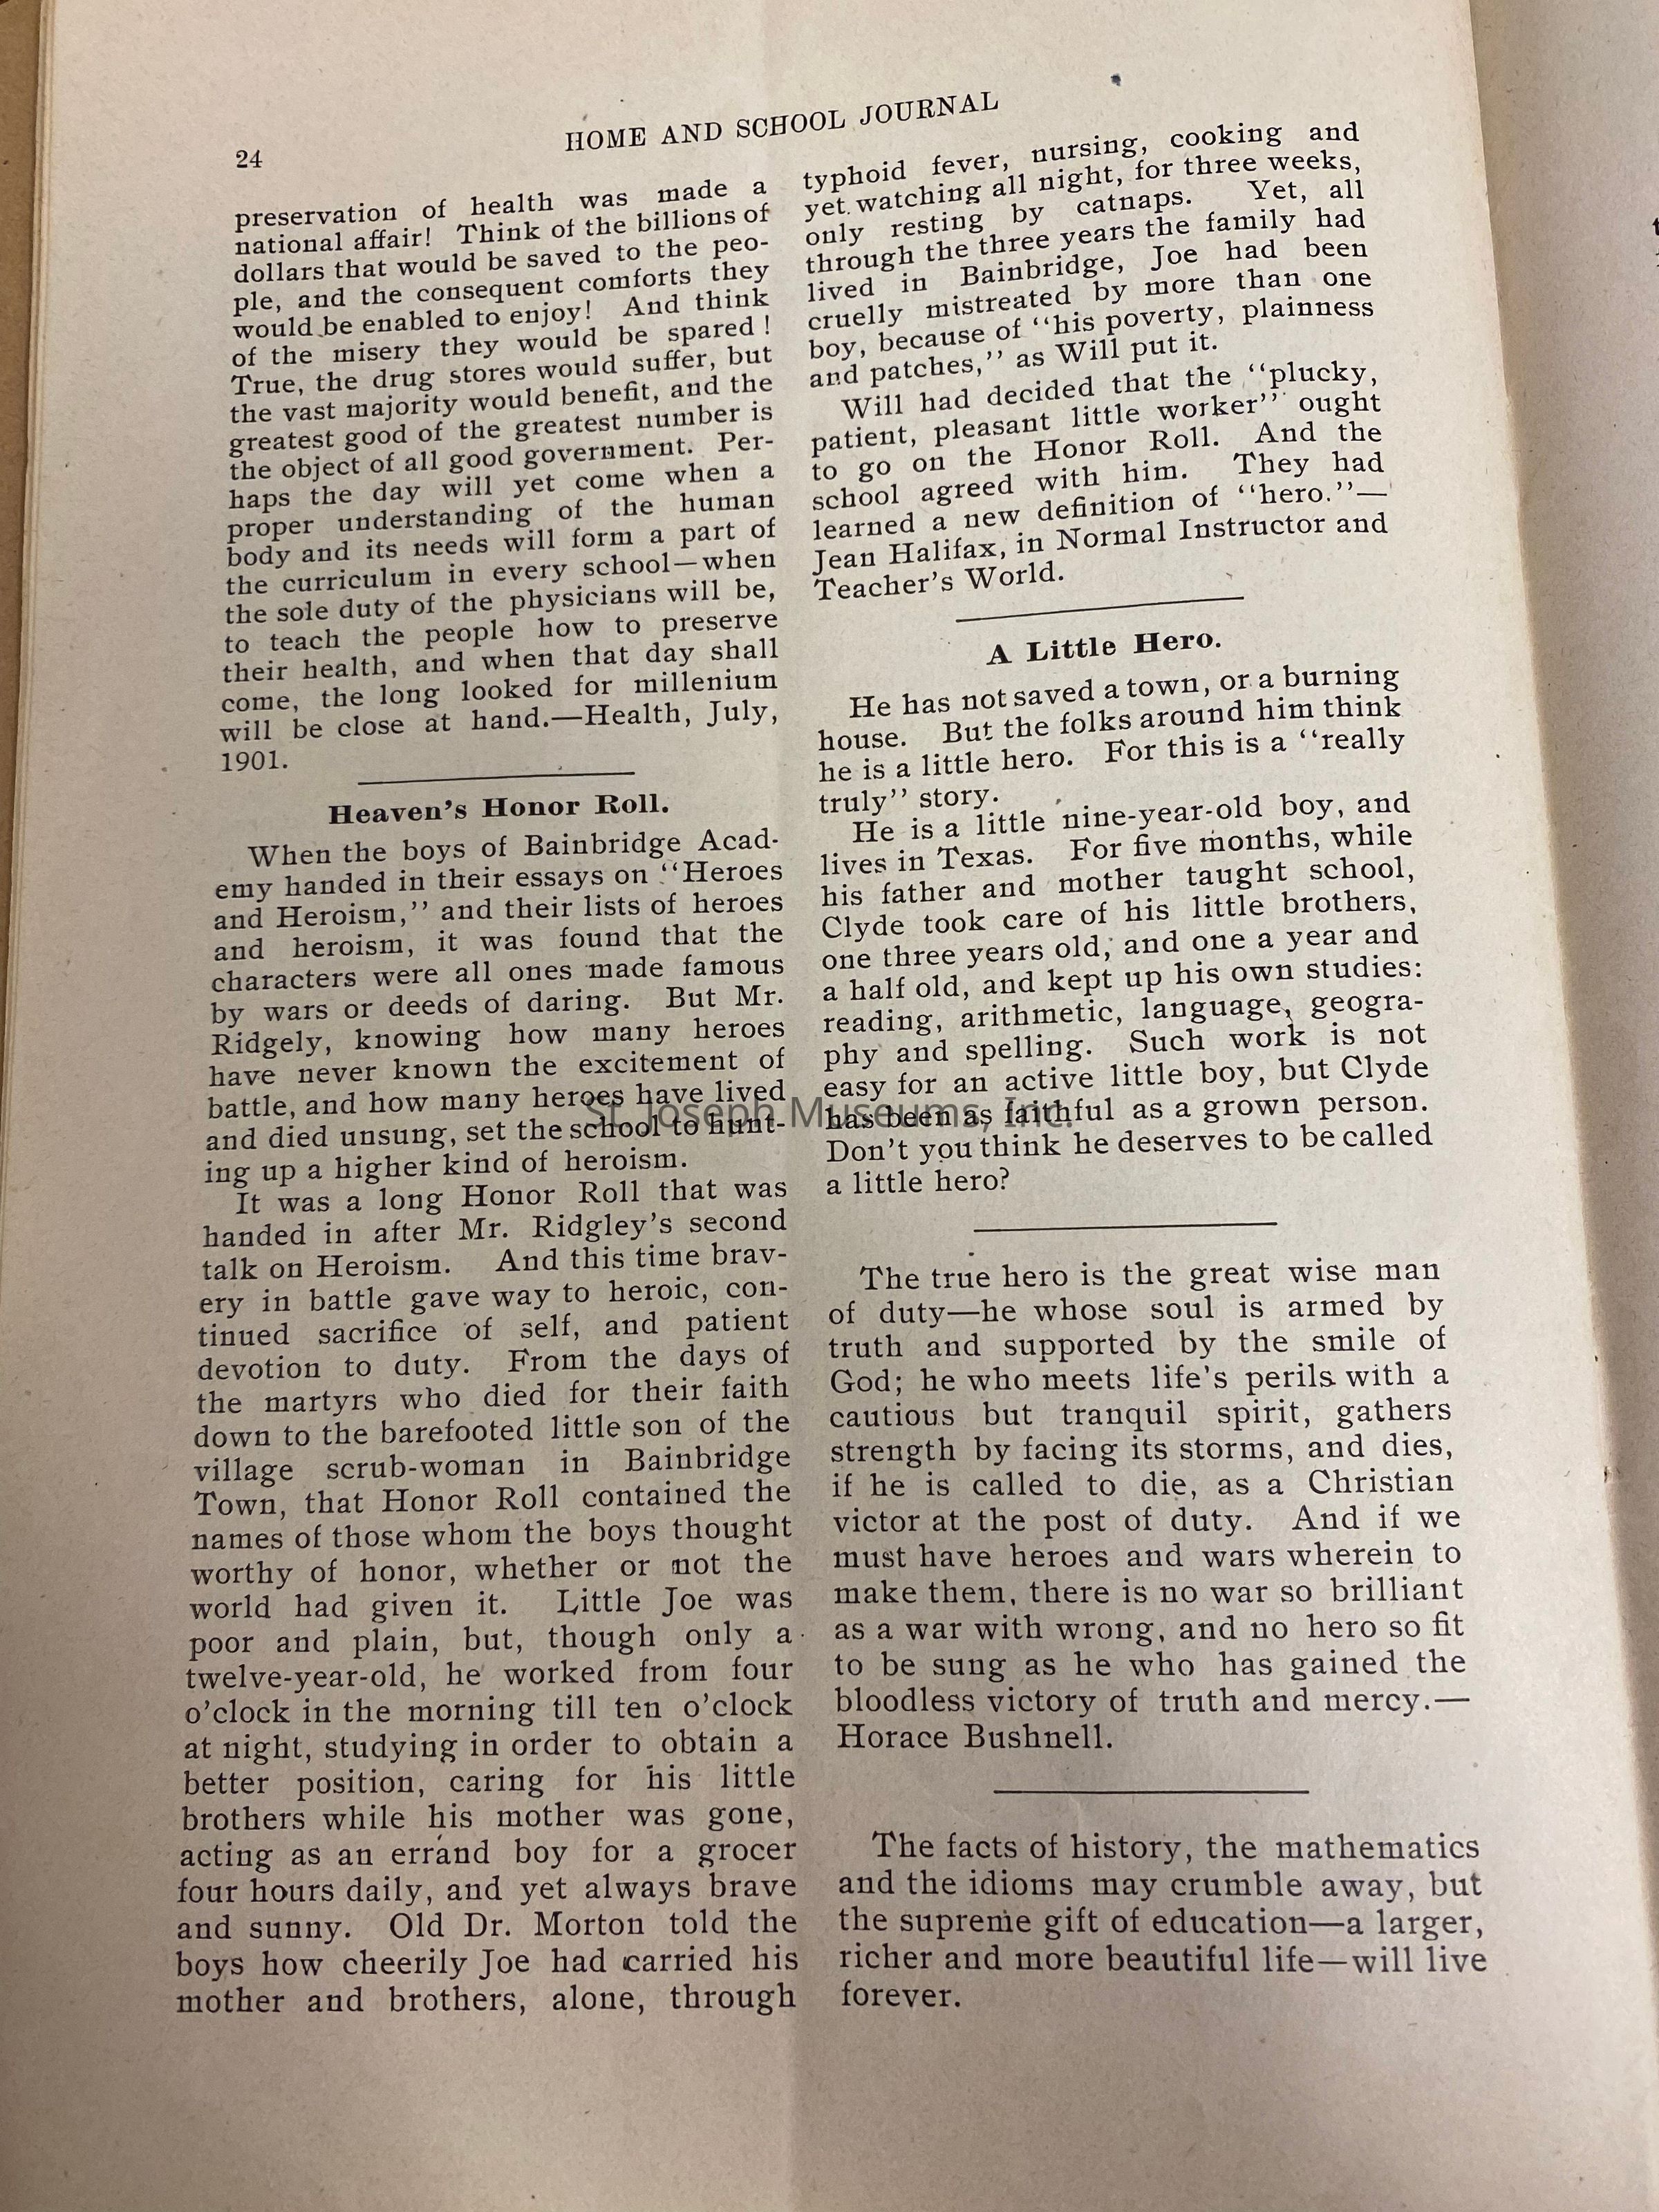 24
HOME AND SCHOOL JOURNAL
preservation of health was made a
national affair! Think of the billions of
dollars that would be saved to the peo-
ple, and the consequent comforts they
would be enabled to enjoy! And think
of the misery they would be spared!
True, the drug stores would suffer, but
the vast majority would benefit, and the
greatest good of the greatest number is
the object of all good government. Per-
haps the day will yet come when a
proper understanding of the human
body and its needs will form a part of
the curriculum in every school—when
the sole duty of the physicians will be,
to teach the people how to preserve
their health, and when that day shall
come, the long looked for millenium
will be close at hand.—Health, July,
1901.
Heaven's Honor Roll.
When the boys of Bainbridge Acad-
emy handed in their essays on ‘‘Heroes
and Heroism,’’ and their lists of heroes
and heroism, it was found that the
characters were all ones made famous
by wars or deeds of daring. But Mr.
Ridgely, knowing how many heroes
have never known the excitement of
battle, and how many heroes have lived
and died unsung, set the school to hunt-
ing up a higher kind of heroism.
It was a long Honor Roll that was
handed in after Mr. Ridgley's second
talk on Heroism. And this time brav-
ery in battle gave way to heroic, con-
tinued sacrifice of self, and patient
devotion to duty. From the days of
the martyrs who died for their faith
down to the barefooted little son of the
village scrub-woman in Bainbridge
Town, that Honor Roll contained the
names of those whom the boys thought
worthy of honor, whether or not the
world had given it. Little Joe was
poor and plain, but, though only a
twelve-year-old, he worked from four
o'clock in the morning till ten o'clock
at night, studying in order to obtain a
better position, caring for his little
brothers while his mother was gone,
acting as an errand boy for a grocer
four hours daily, and yet always brave
and sunny. Old Dr. Morton told the
boys how cheerily Joe had carried his
mother and brothers, alone, through
typhoid fever, nursing, cooking and
yet watching all night, for three weeks,
only resting by catnaps. Yet, all
through the three years the family had
lived in Bainbridge, Joe had been
cruelly mistreated by more than one
boy, because of ‘‘his poverty, plainness
and patches,’’ as Will put it.
Will had decided that the ‘‘plucky,
patient, pleasant little worker’’ ought
to go on the Honor Roll. And the
school agreed with him. They had
learned a new definition of ‘‘hero.’’—
Jean Halifax, in Normal Instructor and
Teacher's World.
A Little Hero.
He has not saved a town, or a burning
house. But the folks around him think
he is a little hero. For this is a ‘‘really
truly’’ story.
He is a little nine-year-old boy, and
lives in Texas. For five months, while
his father and mother taught school,
Clyde took care of his little brothers,
one three years old, and one a year and
a half old, and kept up his own studies:
reading, arithmetic, language, geogra-
phy and spelling. Such work is not
easy for an active little boy, but Clyde
has been as faithful as a grown person.
Don't you think he deserves to be called
a little hero?
The true hero is the great wise man
of duty—he whose soul is armed by
truth and supported by the smile of
God; he who meets life's perils with a
cautious but tranquil spirit, gathers
strength by facing its storms, and dies,
if he is called to die, as a Christian
victor at the post of duty. And if we
must have heroes and wars wherein to
make them, there is no war so brilliant
as a war with wrong, and no hero so fit
to be sung as he who has gained the
bloodless victory of truth and mercy.—
Horace Bushnell.
The facts of history, the mathematics
and the idioms may crumble away, but
the supreme gift of education—a larger,
richer and more beautiful life—will live
forever.
St. Joseph Museums, Inc.